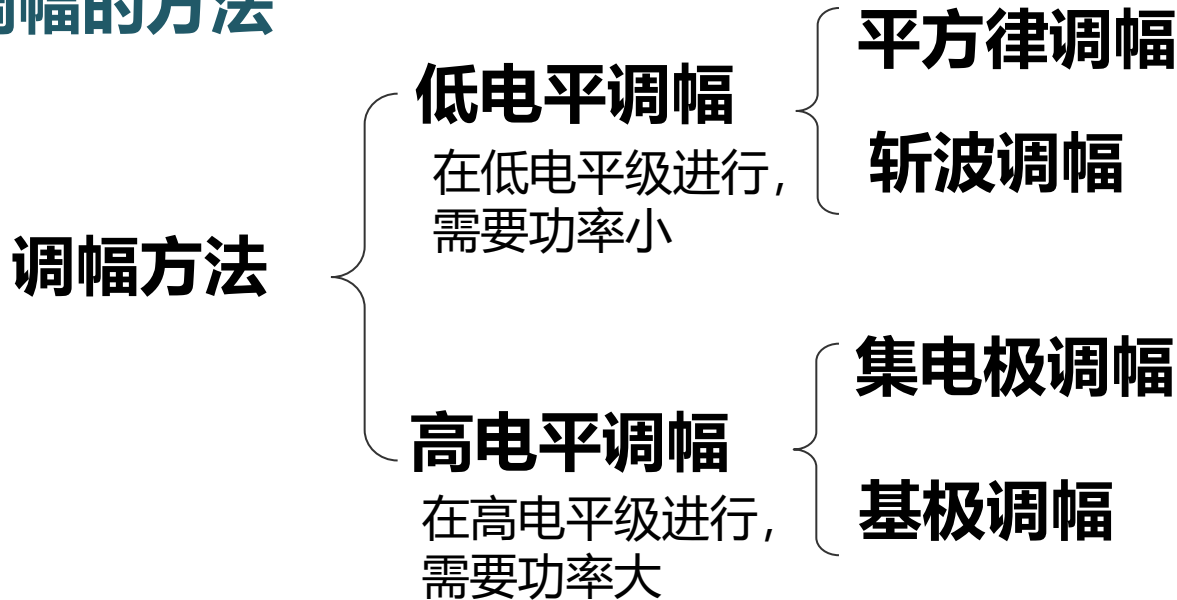 调幅的方法
平方律调幅
低电平调幅
斩波调幅
在低电平级进行，
需要功率小
调幅方法
集电极调幅
高电平调幅
基极调幅
在高电平级进行，
需要功率大